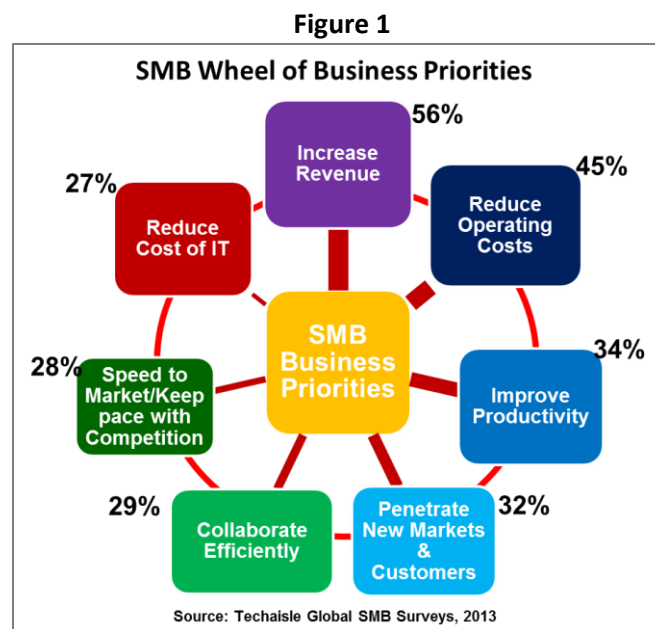 Figure 1
SMB Wheel of Business Priorities
56%
Increase
Revenue
45%
Reduce
Operating
Costs
34%
Improve
Productivity
32%
Penetrate
New Markets
&
Customers
29%
Collaborate
Efficiently
28%
Speed to
Market/Keep
pace with
Competition
27%
Reduce
Cost of IT
SMB
Business
Priorities
Source: Techaisle Global SMB Surveys, 2013